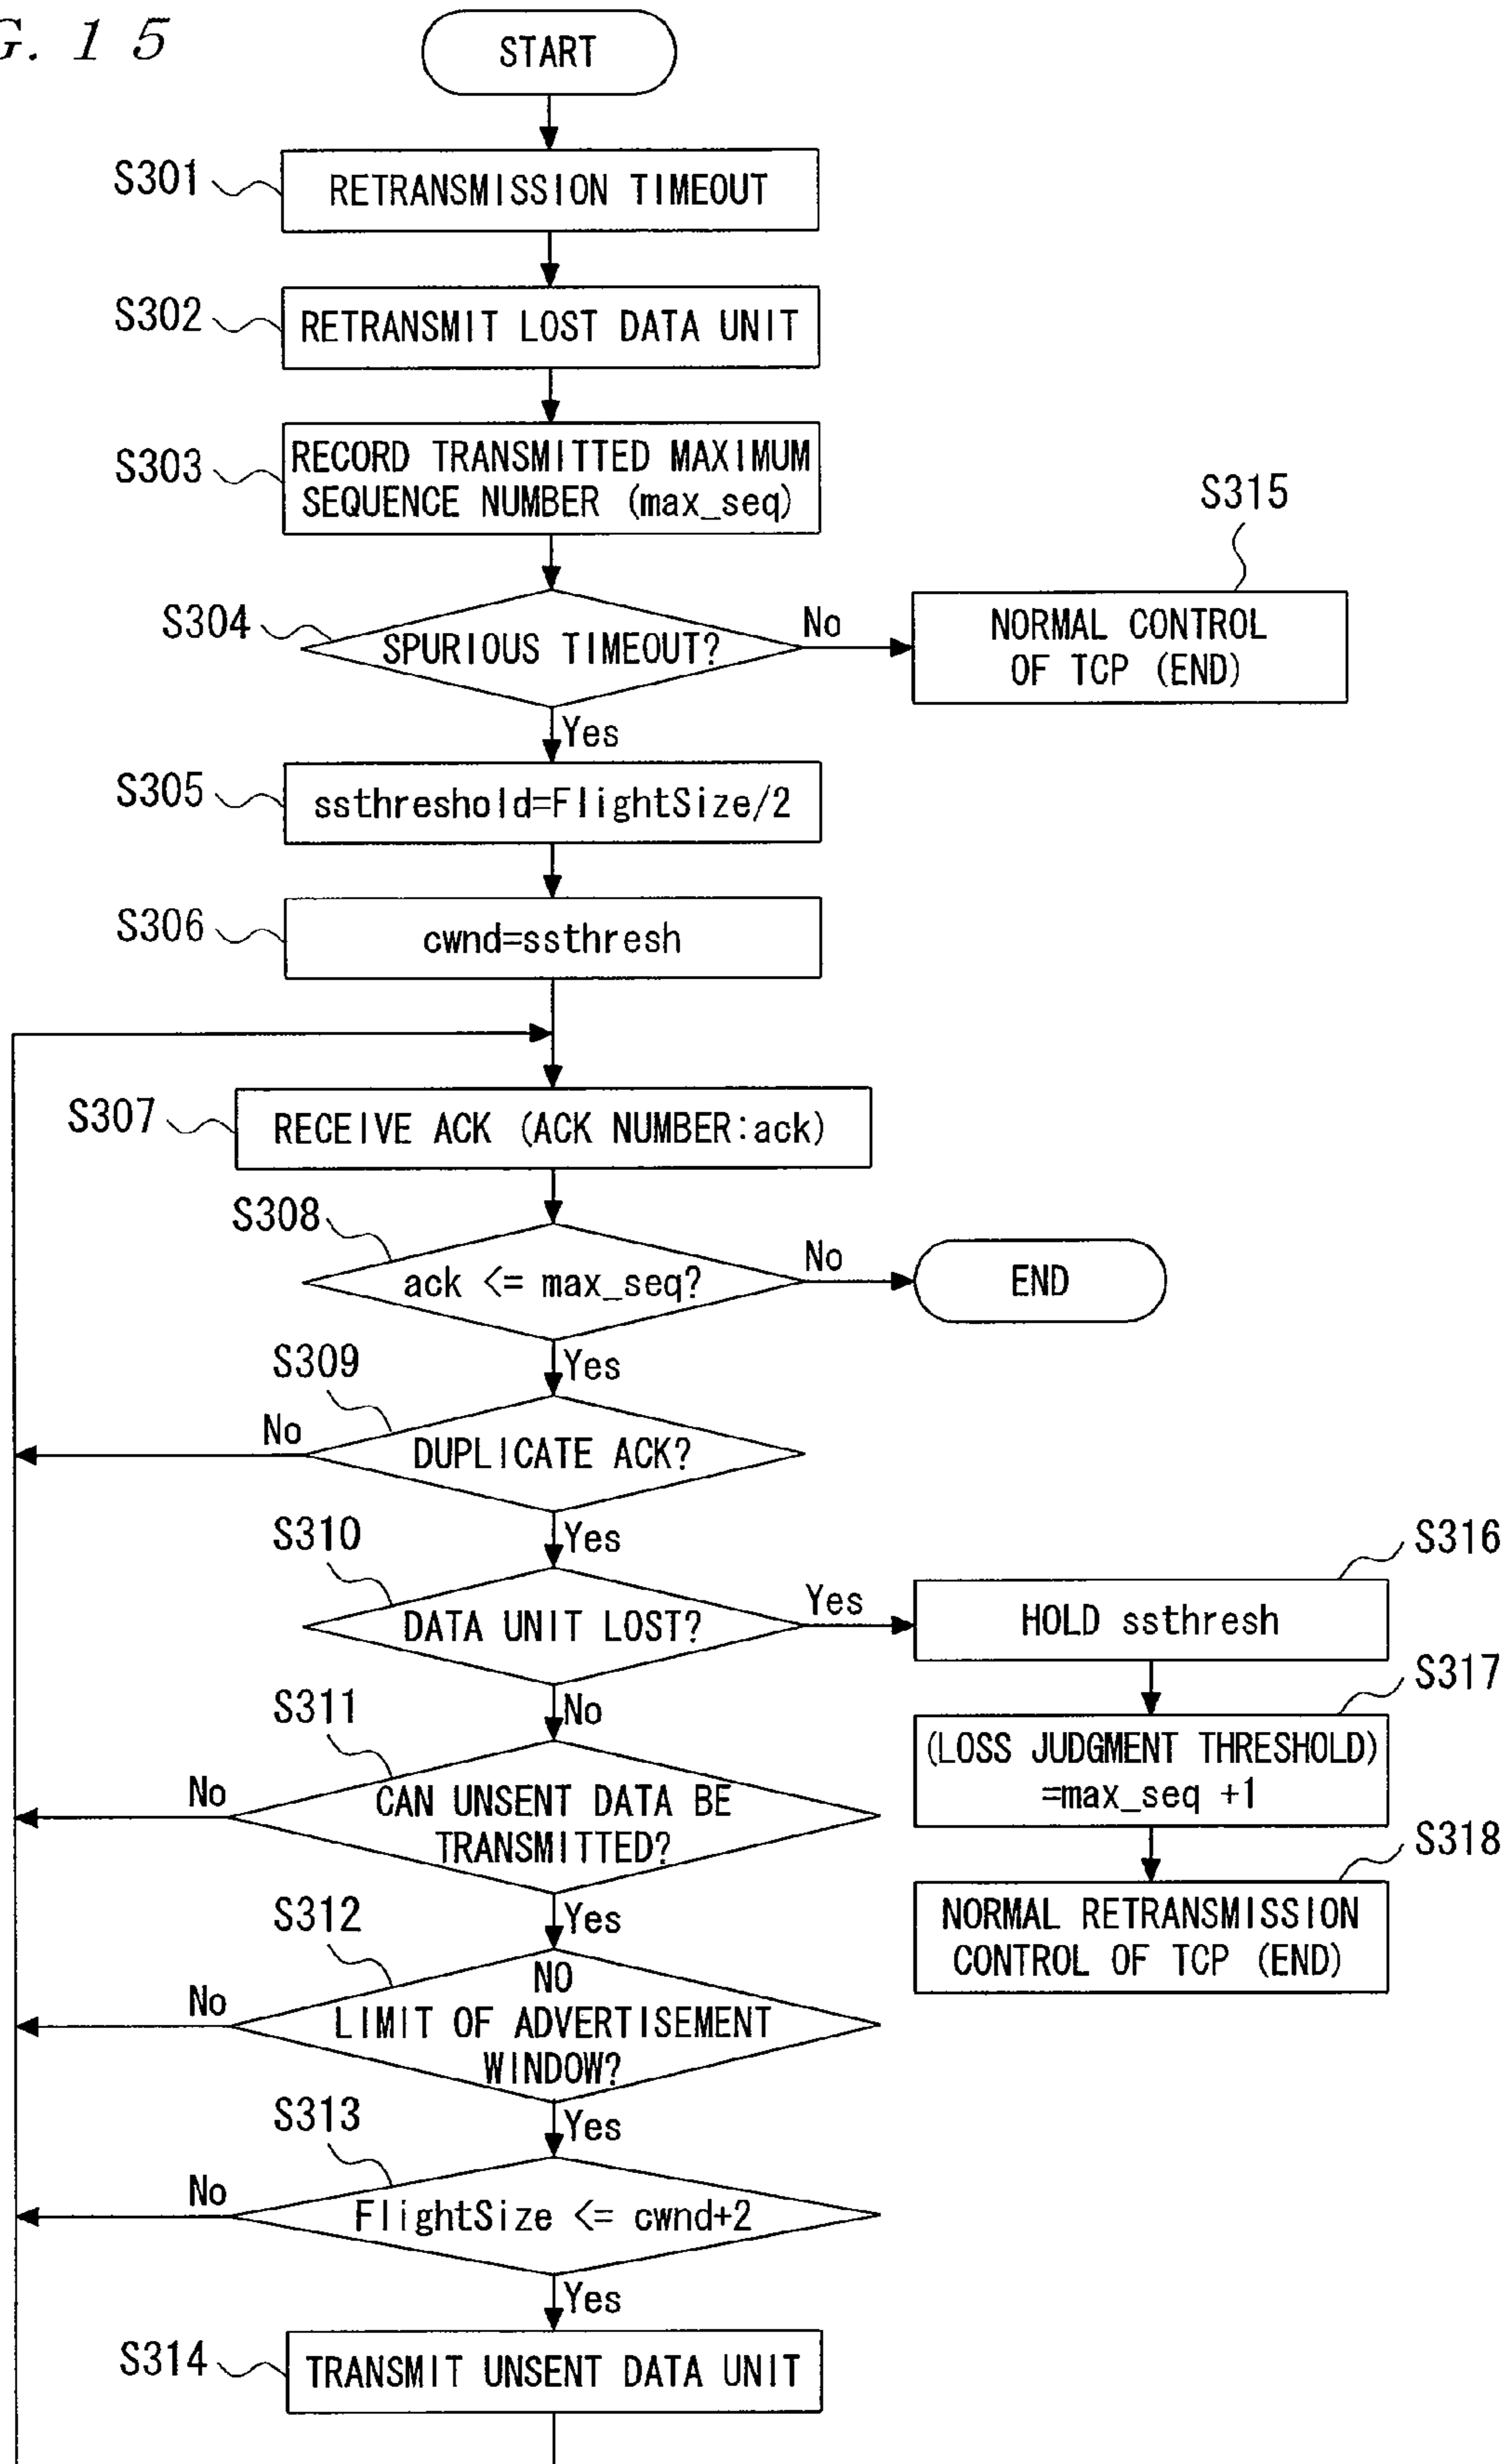 G. 15
START
S301
RETRANSMISSION TIMEOUT
S302
RETRANSMIT LOST DATA UNIT
S303
RECORD TRANSMITTED MAXIMUM
SEQUENCE NUMBER (max_seq)
S315
S304
SPURIOUS TIMEOUT?
No
NORMAL CONTROL
OF TCP (END)
Yes
S305
ssthreshold=FlightSize/2
S306
cwnd=ssthresh
S307
RECEIVE ACK (ACK NUMBER:ack)
S308
ack <= max_seq?
No
END
Yes
S309
No
DUPLICATE ACK?
Yes
S310
DATA UNIT LOST?
Yes
S316
HOLD ssthresh
S317
(LOSS JUDGMENT THRESHOLD)
=max_seq +1
S318
NORMAL RETRANSMISSION
CONTROL OF TCP (END)
No
S311
No
CAN UNSENT DATA BE
TRANSMITTED?
Yes
S312
No
NO
LIMIT OF ADVERTISEMENT
WINDOW?
Yes
S313
No
FlightSize <= cwnd+2
Yes
S314
TRANSMIT UNSENT DATA UNIT